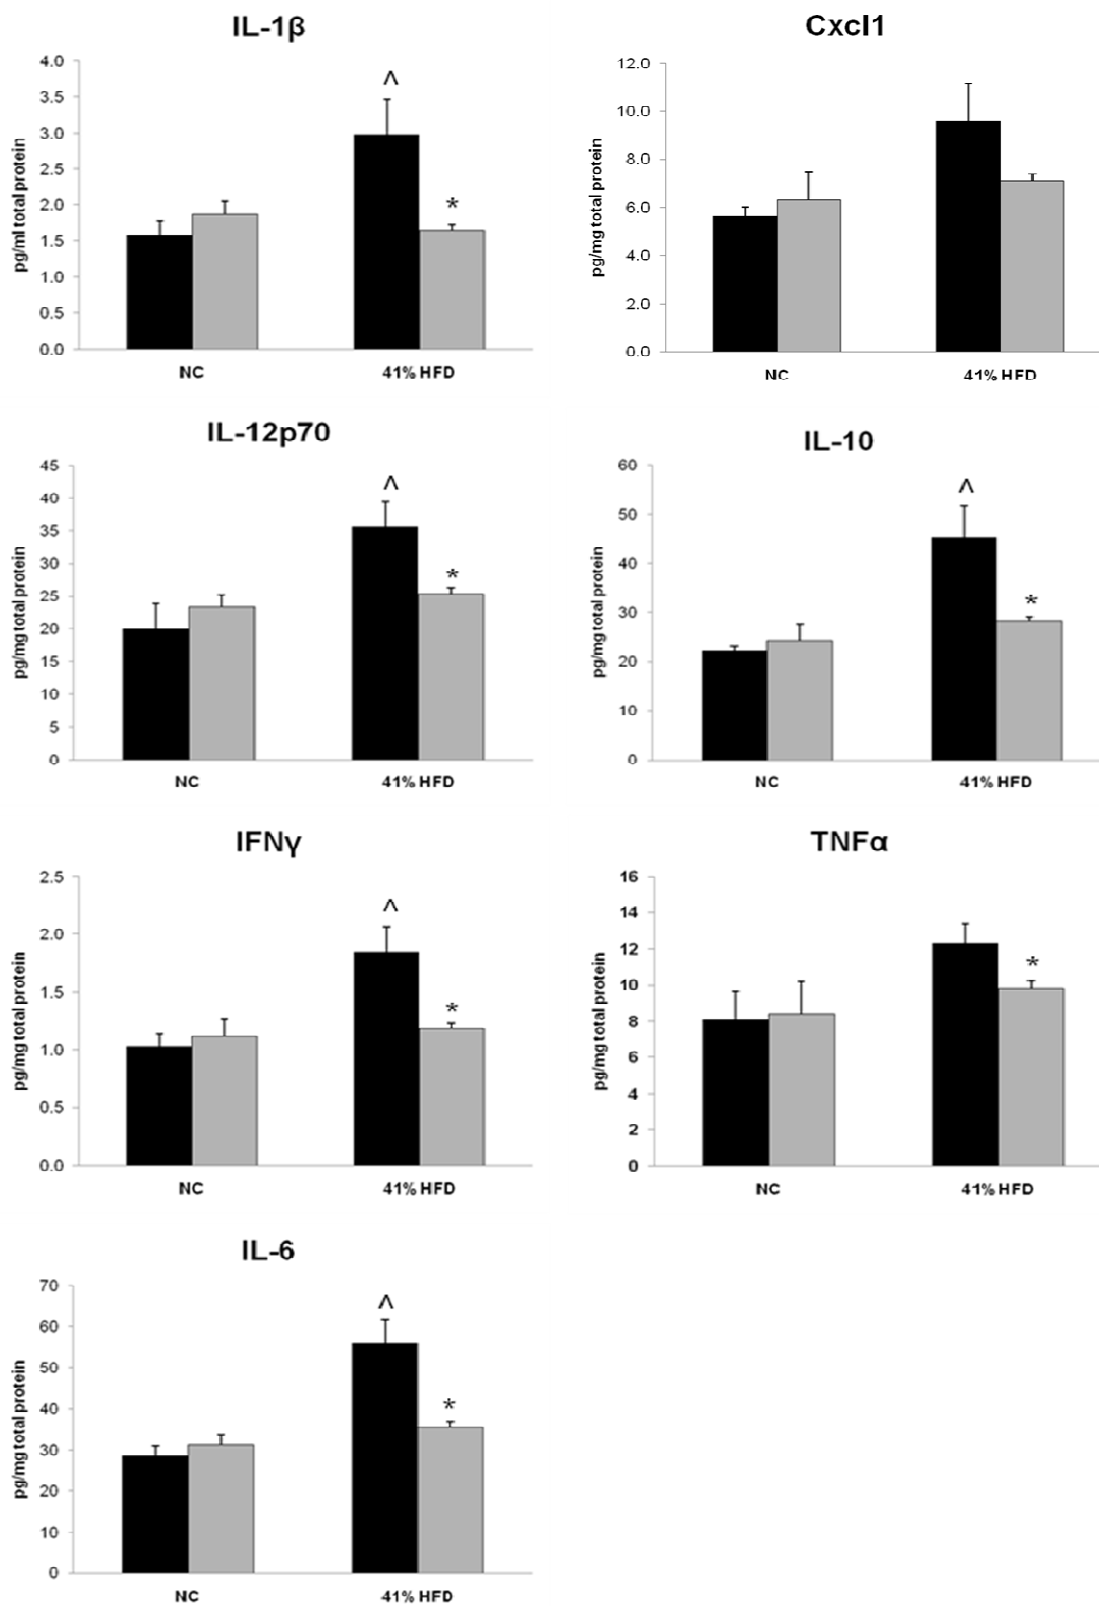 IL-1β
pg/ml total protein
4.0
3.5
3.0
2.5
2.0
1.5
1.0
0.5
0.0
^
*
NC
41% HFD
Cxcl1
pg/mg total protein
12.0
10.0
8.0
6.0
4.0
2.0
0.0
NC
41% HFD
IL-12p70
pg/mg total protein
45
40
35
30
25
20
15
10
5
0
^
*
NC
41% HFD
IL-10
pg/mg total protein
60
50
40
30
20
10
0
^
*
NC
41% HFD
IFNγ
pg/mg total protein
2.5
2.0
1.5
1.0
0.5
0.0
^
*
NC
41% HFD
TNFα
pg/mg total protein
16
14
12
10
8
6
4
2
0
*
NC
41% HFD
IL-6
pg/mg total protein
70
60
50
40
30
20
10
0
^
*
NC
41% HFD